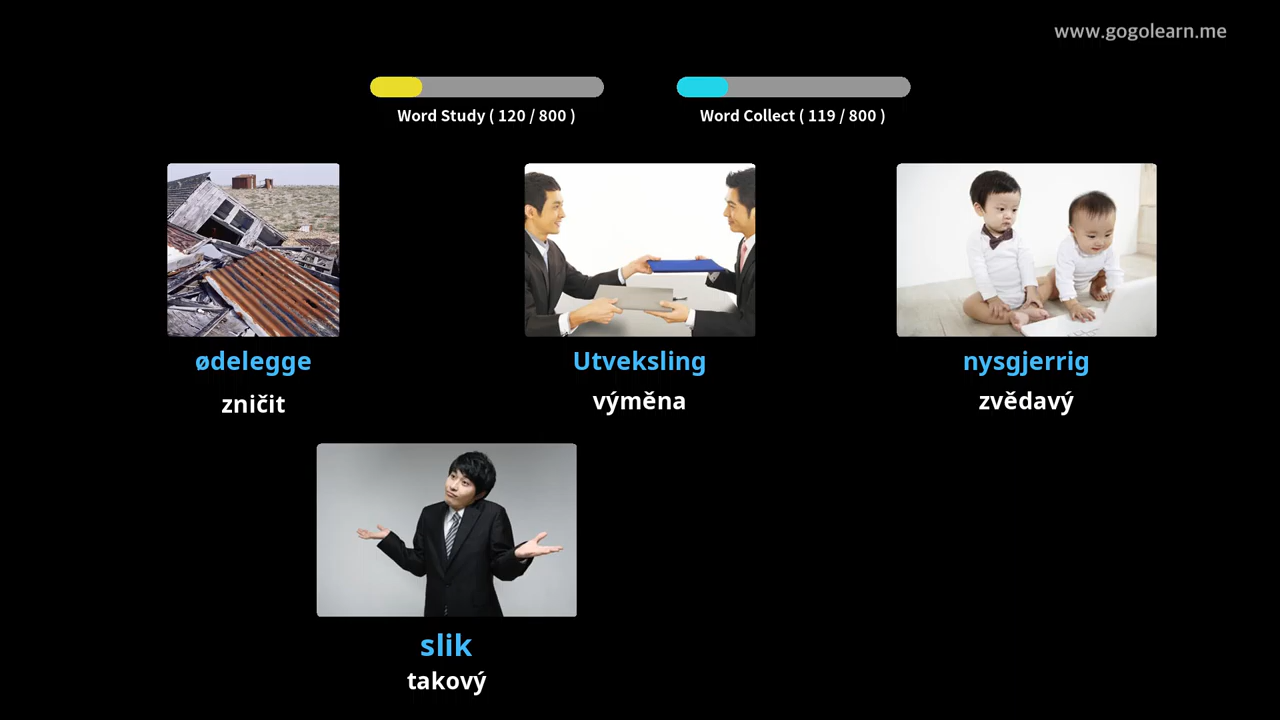 www.gogolearn.me
Word Study ( 120 / 800 )
Word Collect ( 119 / 800 )
ødelegge
zničit
Utveksling
výměna
nysgjerrig
zvědavý
slik
takový